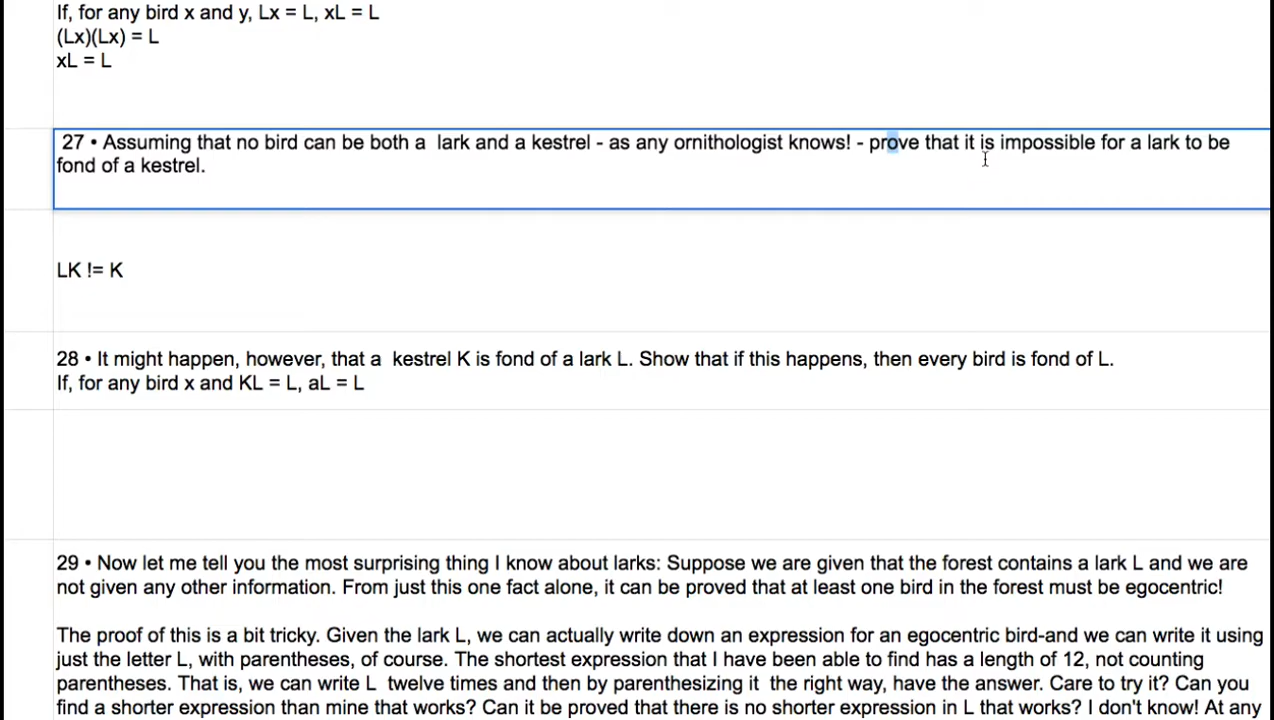 If, for any bird x and y, Lx = L, xL = L
(Lx)(Lx) = L
xL = L
27 • Assuming that no bird can be both a  lark and a kestrel - as any ornithologist knows! - prove that it is impossible for a lark to be
fond of a kestrel.
LK != K
28 • It might happen, however, that a  kestrel K is fond of a lark L. Show that if this happens, then every bird is fond of L.
If, for any bird x and KL = L, aL = L
29 • Now let me tell you the most surprising thing I know about larks: Suppose we are given that the forest contains a lark L and we are
not given any other information. From just this one fact alone, it can be proved that at least one bird in the forest must be egocentric!
The proof of this is a bit tricky. Given the lark L, we can actually write down an expression for an egocentric bird-and we can write it using
just the letter L, with parentheses, of course. The shortest expression that I have been able to find has a length of 12, not counting
parentheses. That is, we can write L  twelve times and then by parenthesizing it  the right way, have the answer. Care to try it? Can you
find a shorter expression than mine that works? Can it be proved that there is no shorter expression in L that works? I don't know! At any